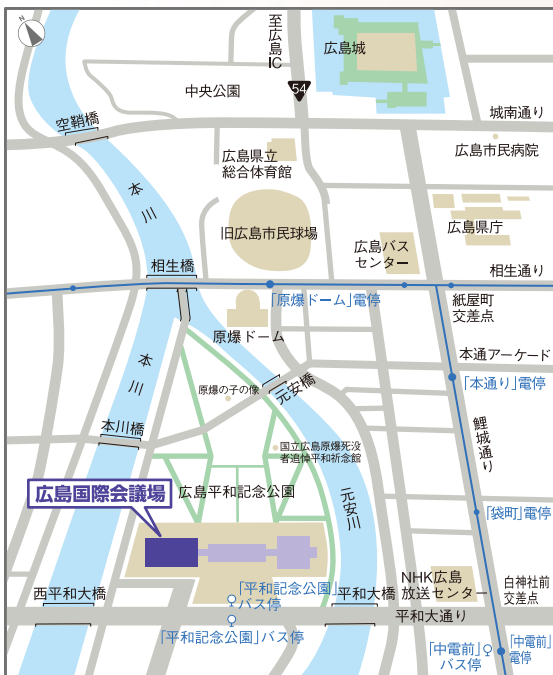 N
至広島
IC
54
広島城
中央公園
城南通り
空鞘橋
広島市民病院
広島県立
総合体育館
本川
旧広島市民球場
広島県庁
広島バス
センター
相生橋
相生通り
「原爆ドーム」電停
紙屋町
交差点
原爆ドーム
本通アーケード
本川
「本通り」電停
原爆の子の像
元安橋
本川橋
鯉城通り
国立広島原爆死没
者追悼平和祈念館
広島国際会議場
広島平和記念公園
元安川
「袋町」電停
NHK広島
放送センター
白神社前
交差点
西平和大橋
「平和記念公園」
バス停
平和大橋
平和大通り
「平和記念公園」バス停
「中電前」
バス停
「中電前」
電停